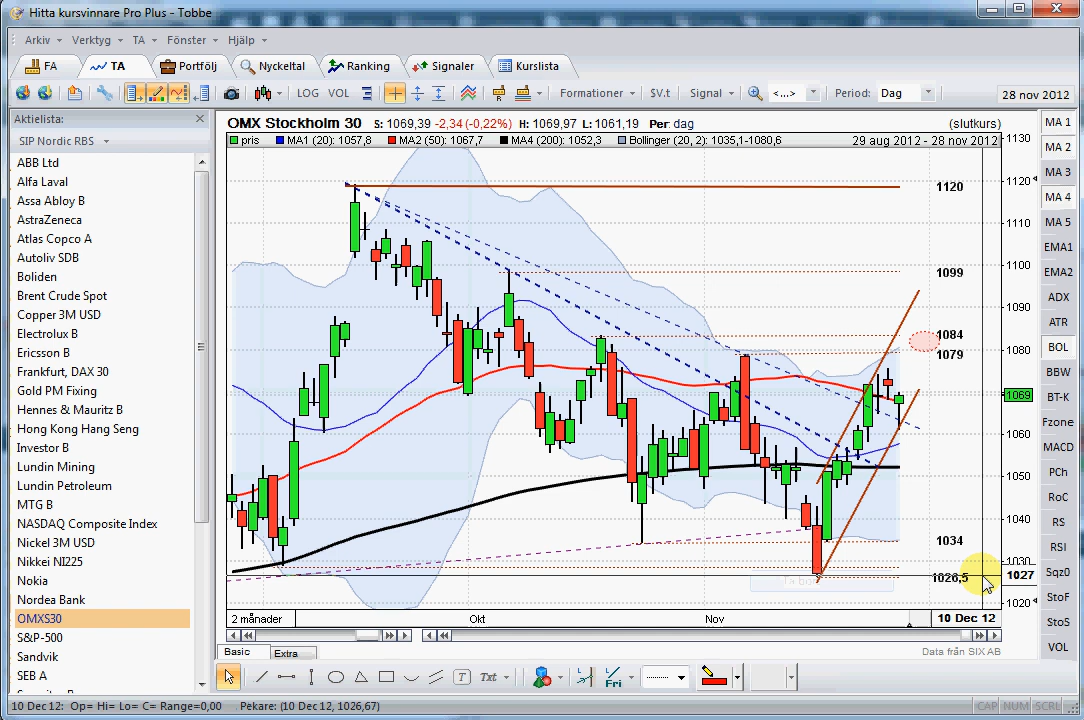 Hitta kursvinnare Pro Plus - Tobbe
Arkiv Verktyg TA Fönster Hjälp
FA TA Portfölj Nyckeltal Ranking Signaler Kurslista
LOG VOL Formationer $V.t Signal <...> Period: Dag 28 nov 2012
Aktielista:
SIP Nordic RBS
ABB Ltd
Alfa Laval
Assa Abloy B
AstraZeneca
Atlas Copco A
Autoliv SDB
Boliden
Brent Crude Spot
Copper 3M USD
Electrolux B
Ericsson B
Frankfurt, DAX 30
Gold PM Fixing
Hennes & Mauritz B
Hong Kong Hang Seng
Investor B
Lundin Mining
Lundin Petroleum
MTG B
NASDAQ Composite Index
Nickel 3M USD
Nikkei NI225
Nokia
Nordea Bank
OMXS30
S&P-500
Sandvik
SEB A
OMX Stockholm 30 S: 1069,39 -2,34 (-0,22%) H: 1069,97 L: 1061,19 Per: dag (slutkurs)
pris MA1 (20): 1057,8 MA2 (50): 1067,7 MA4 (200): 1052,3 Bollinger (20, 2): 1035,1-1080,6 29 aug 2012 - 28 nov 2012
1130
1120
1110
1100
1090
1080
1069
1060
1050
1040
1030
1027
1020
1120
1099
1084
1079
1034
1026,5
2 månader Okt Nov 10 Dec 12
Basic Extra
Data från SIX AB
MA 1
MA 2
MA 3
MA 4
MA 5
EMA1
EMA2
ADX
ATR
BOL
BBW
BT-K
Fzone
MACD
PCh
RoC
RS
RSI
Sqz0
StoF
StoS
VOL
T Txt Fri
10 Dec 12: Op= Hi= Lo= C= Range=0,00 Pekare: (10 Dec 12, 1026,67)
CAP NUM SCRL